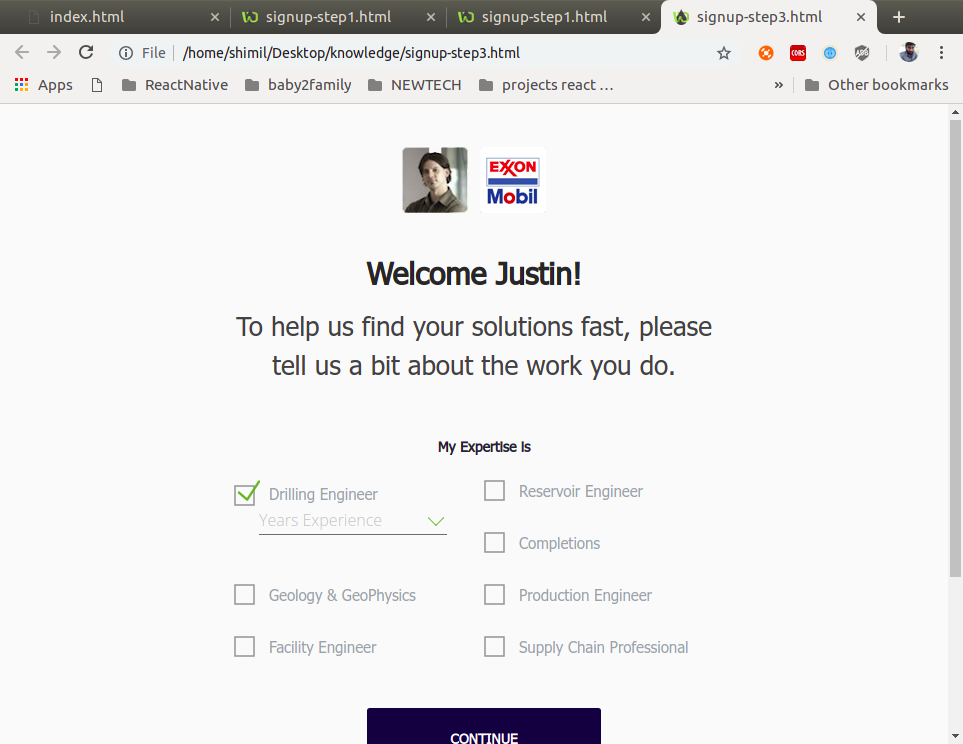 index.html
signup-step1.html
signup-step1.html
signup-step3.html
File
/home/shimil/Desktop/knowledge/signup-step3.html
CORS
ADB
Apps
ReactNative
baby2family
NEWTECH
projects react ...
»
Other bookmarks
EXXON
Mobil
Welcome Justin!
To help us find your solutions fast, please
tell us a bit about the work you do.
My Expertise is
Drilling Engineer
Years Experience
Reservoir Engineer
Completions
Geology & GeoPhysics
Production Engineer
Facility Engineer
Supply Chain Professional
CONTINUE